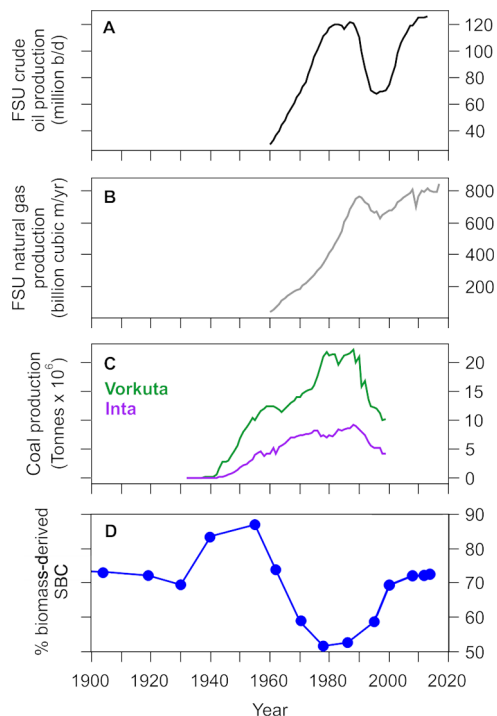 A
FSU crude
oil production
(million b/d)
120
100
80
60
40
B
FSU natural gas
production
(billion cubic m/yr)
800
600
400
200
C
Vorkuta
Inta
Coal production
(Tonnes x 10⁶)
20
15
10
5
0
D
% biomass-derived
SBC
90
80
70
60
50
1900 1920 1940 1960 1980 2000 2020
Year